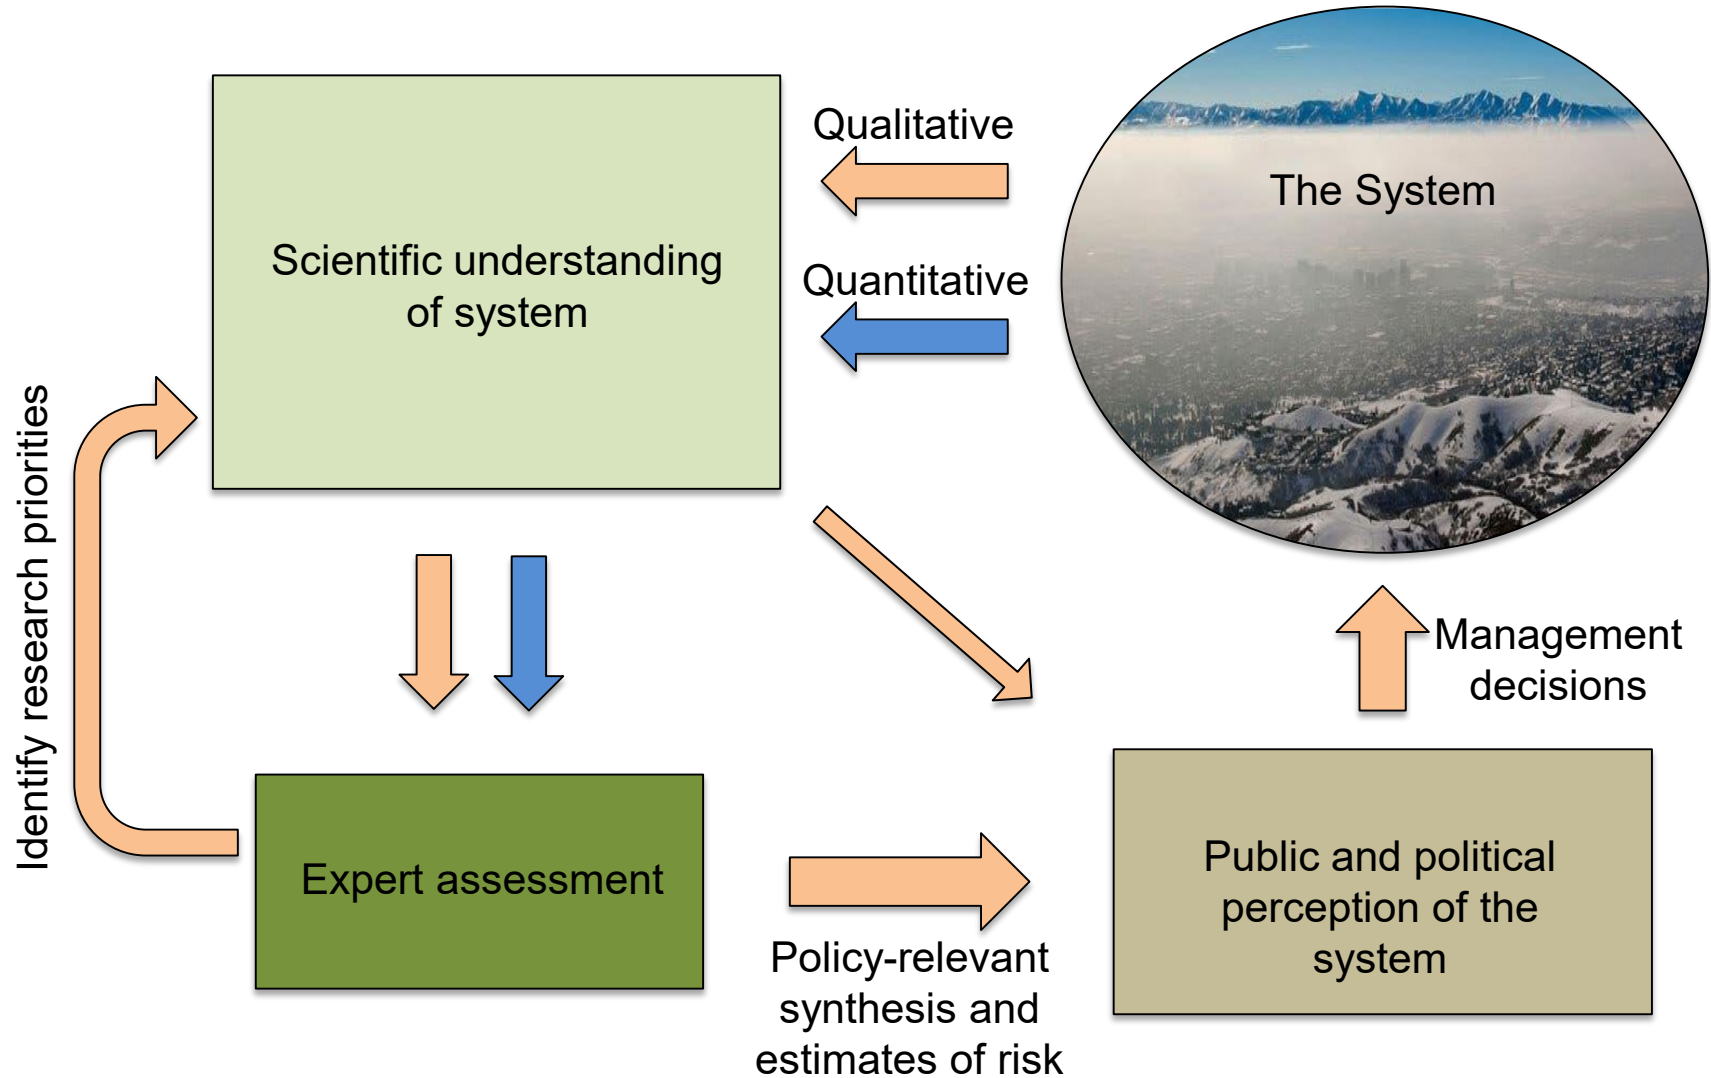 Qualitative
The System
Scientific understanding
of system
Quantitative
Identify research priorities
Management
decisions
Expert assessment
Public and political
perception of the
system
Policy-relevant
synthesis and
estimates of risk